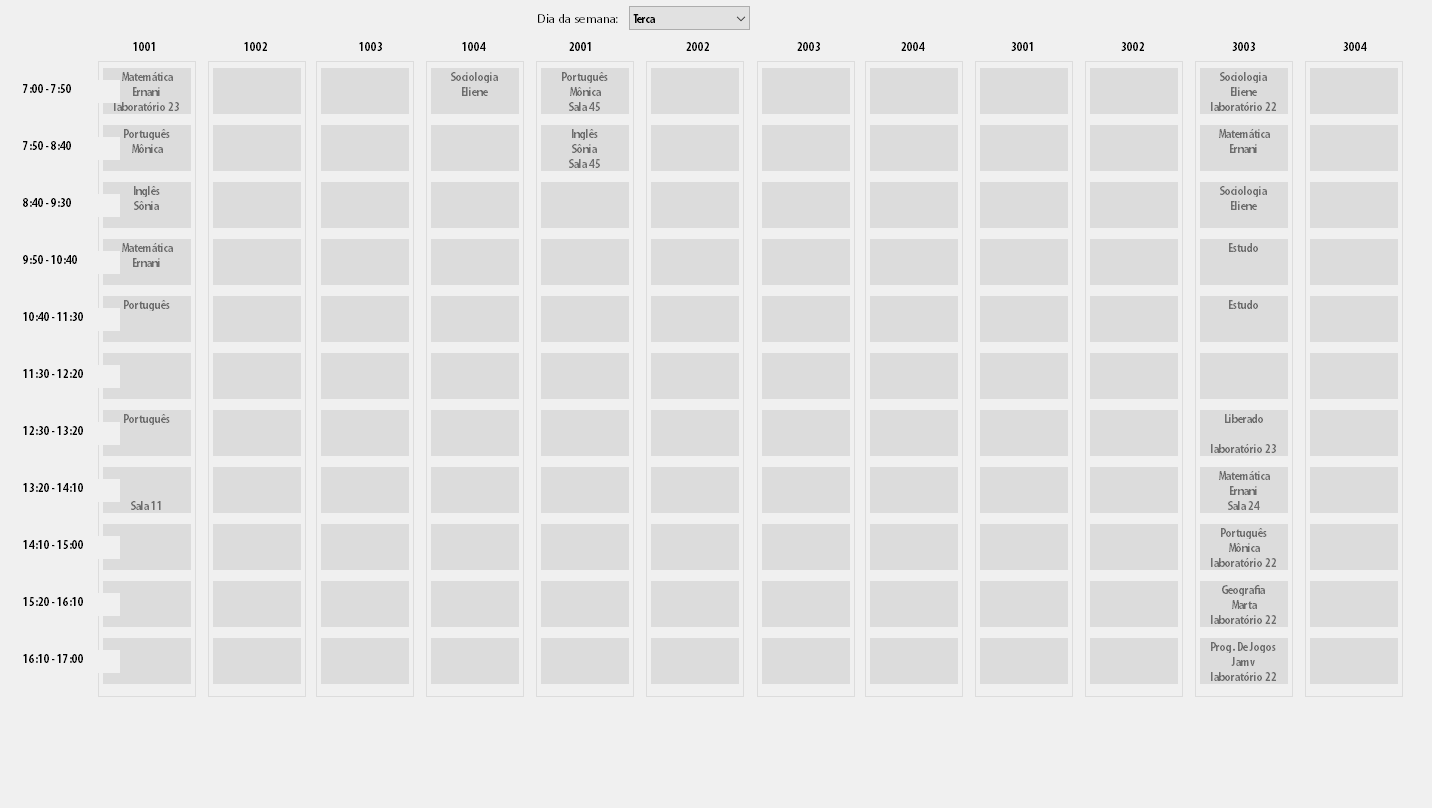 Dia da semana: Terca
1001 1002 1003 1004 2001 2002 2003 2004 3001 3002 3003 3004
7:00 - 7:50
Matemática
Ernani
laboratório 23
Sociologia
Eliene
Português
Mônica
Sala 45
Sociologia
Eliene
laboratório 22
7:50 - 8:40
Português
Mônica
Inglês
Sônia
Sala 45
Matemática
Ernani
8:40 - 9:30
Inglês
Sônia
Sociologia
Eliene
9:50 - 10:40
Matemática
Ernani
Estudo
10:40 - 11:30
Português
Estudo
11:30 - 12:20
12:30 - 13:20
Português
Liberado
laboratório 23
13:20 - 14:10
Sala 11
Matemática
Ernani
Sala 24
14:10 - 15:00
Português
Mônica
laboratório 22
15:20 - 16:10
Geografia
Marta
laboratório 22
16:10 - 17:00
Prog. De Jogos
Jamv
laboratório 22